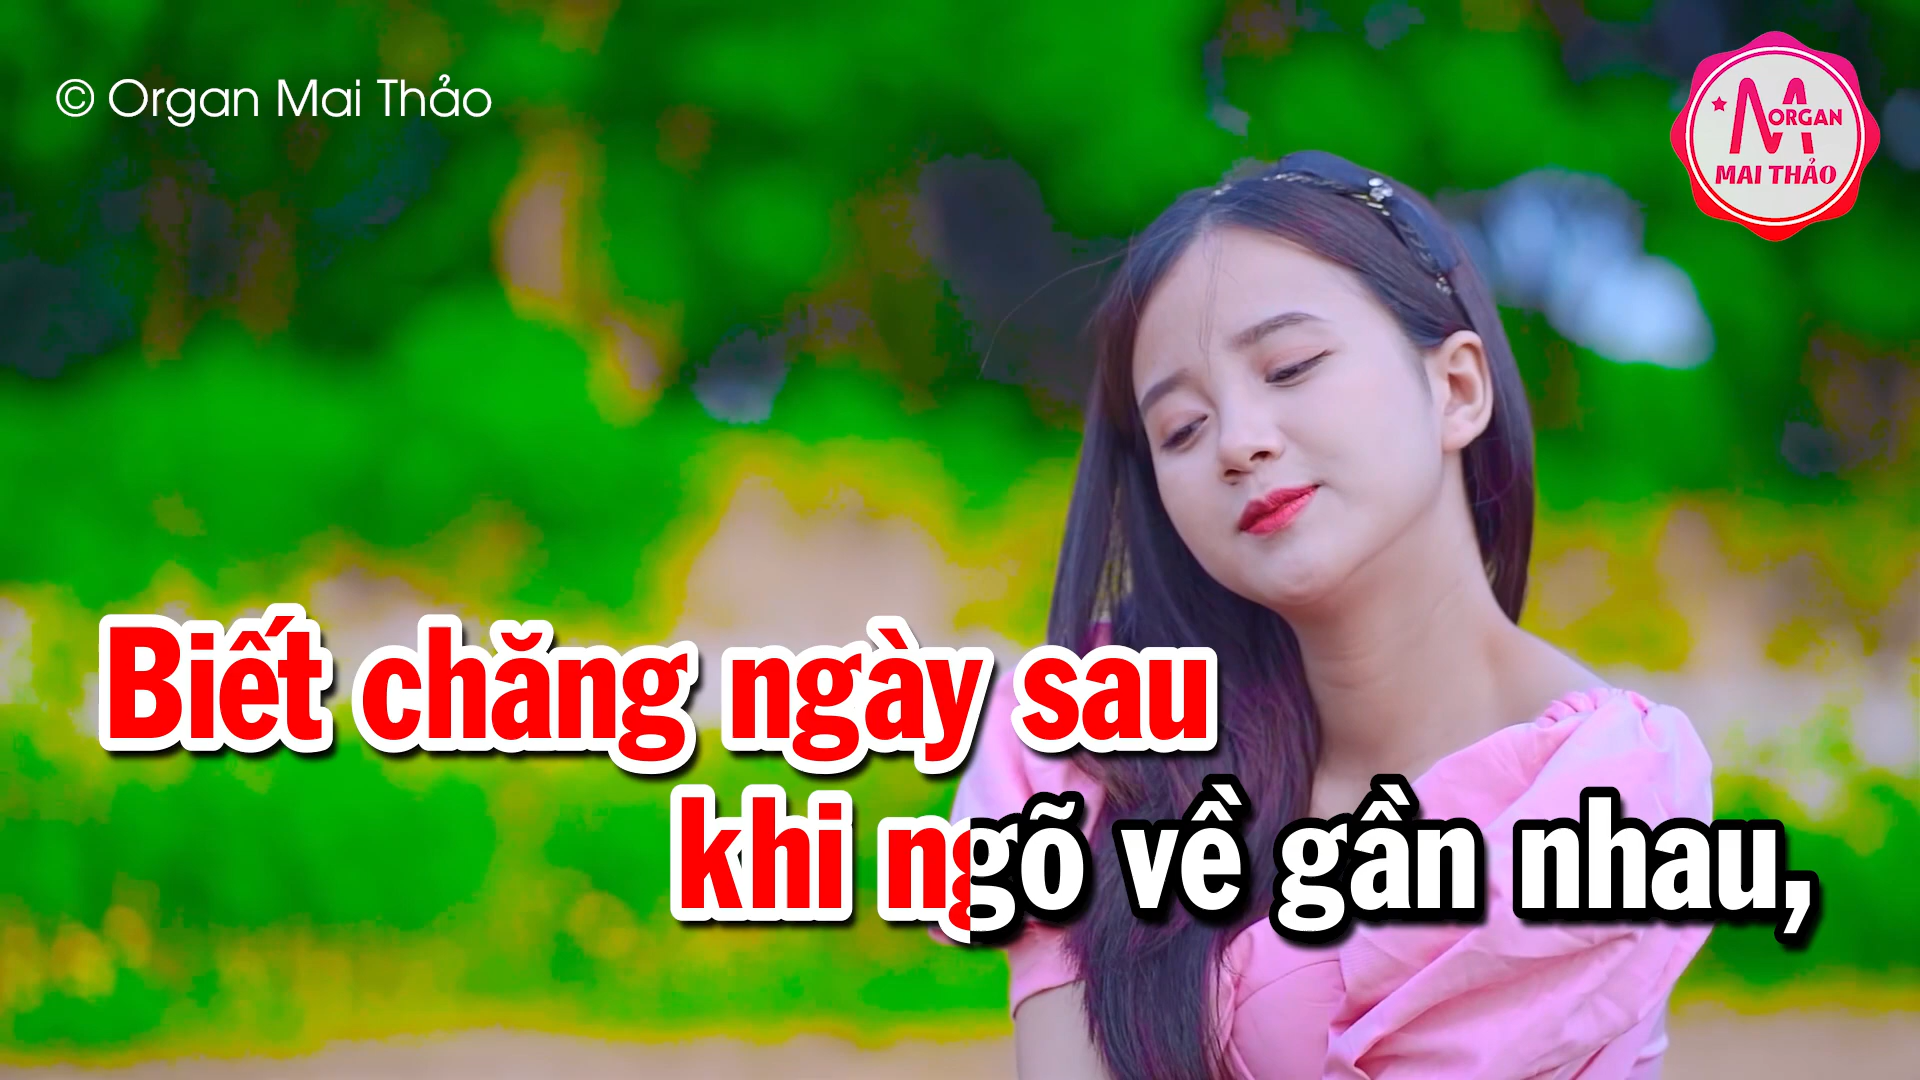 © Organ Mai Thảo
M ORGAN
MAI THẢO
Biết chăng ngày sau
khi ngõ về gần nhau,